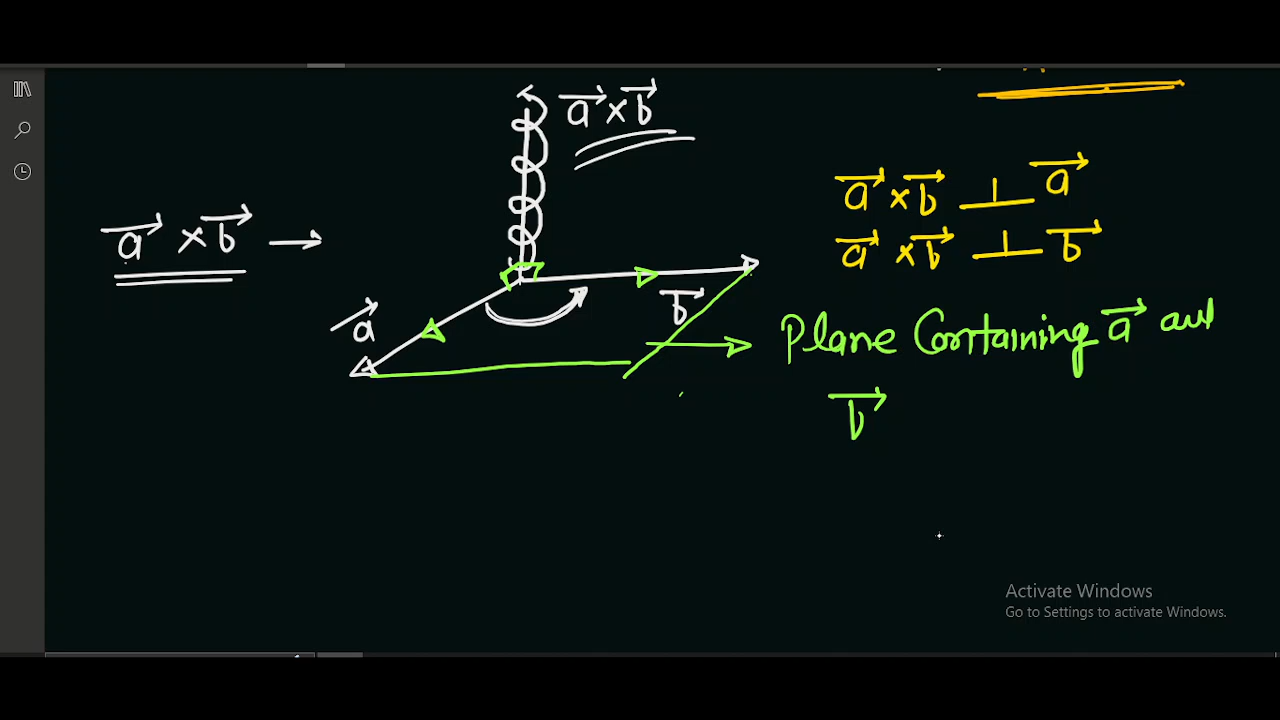 a⃗ × b⃗
a⃗ × b⃗ →
a⃗
b⃗
a⃗ × b⃗ ⊥ a⃗
a⃗ × b⃗ ⊥ b⃗
Plane Containing a⃗ and
b⃗
Activate Windows
Go to Settings to activate Windows.